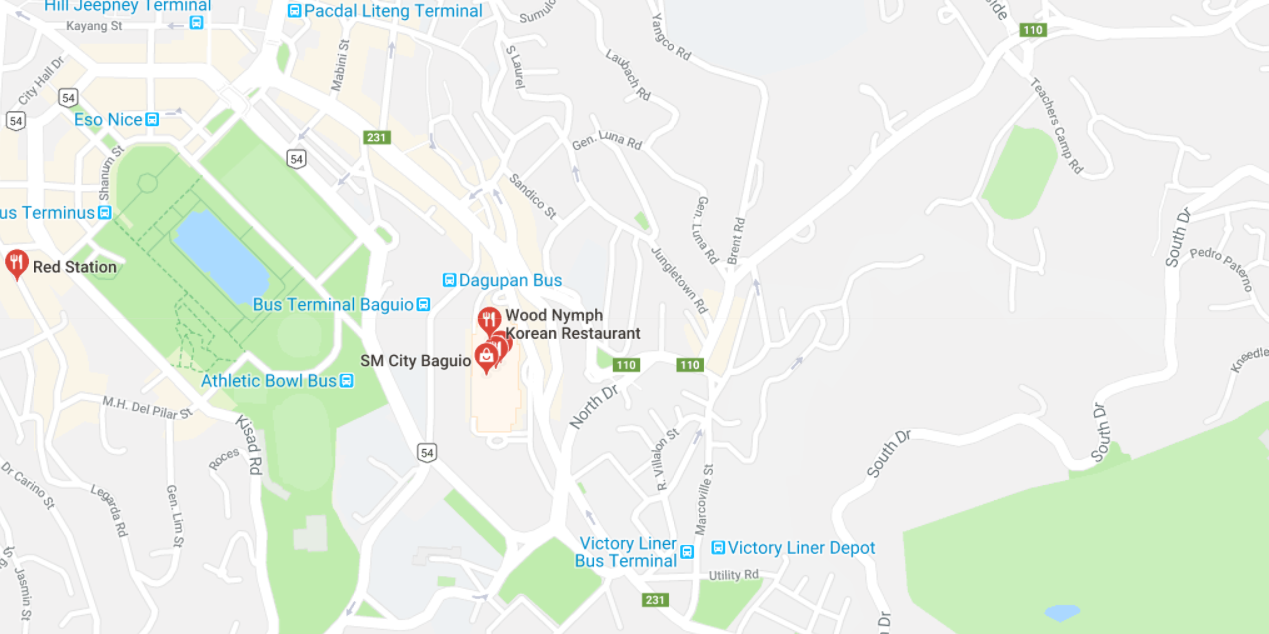 Hill Jeepney Terminal
Pacdal Liteng Terminal
Kayang St
Yangco Rd
110
City Hall Dr
Mabini St
S Laurel
Laubach Rd
54
54
Eso Nice
231
Teachers Camp Rd
Gen. Luna Rd
54
Shanum St
Sandico St
us Terminus
Gen. Luna Rd
Brent Rd
South Dr
Red Station
Pedro Paterno
Jungletown Rd
Dagupan Bus
Bus Terminal Baguio
Wood Nymph
Korean Restaurant
SM City Baguio
110
110
Athletic Bowl Bus
North Dr
M.H. Del Pilar St
Kisad Rd
South Dr
South Dr
54
R. Villalon St
Roces
Dr Carino St
Legarda Rd
Gen. Lim St
Marcoville St
Victory Liner
Bus Terminal
Victory Liner Depot
Utility Rd
Jasmin St
231
Dr